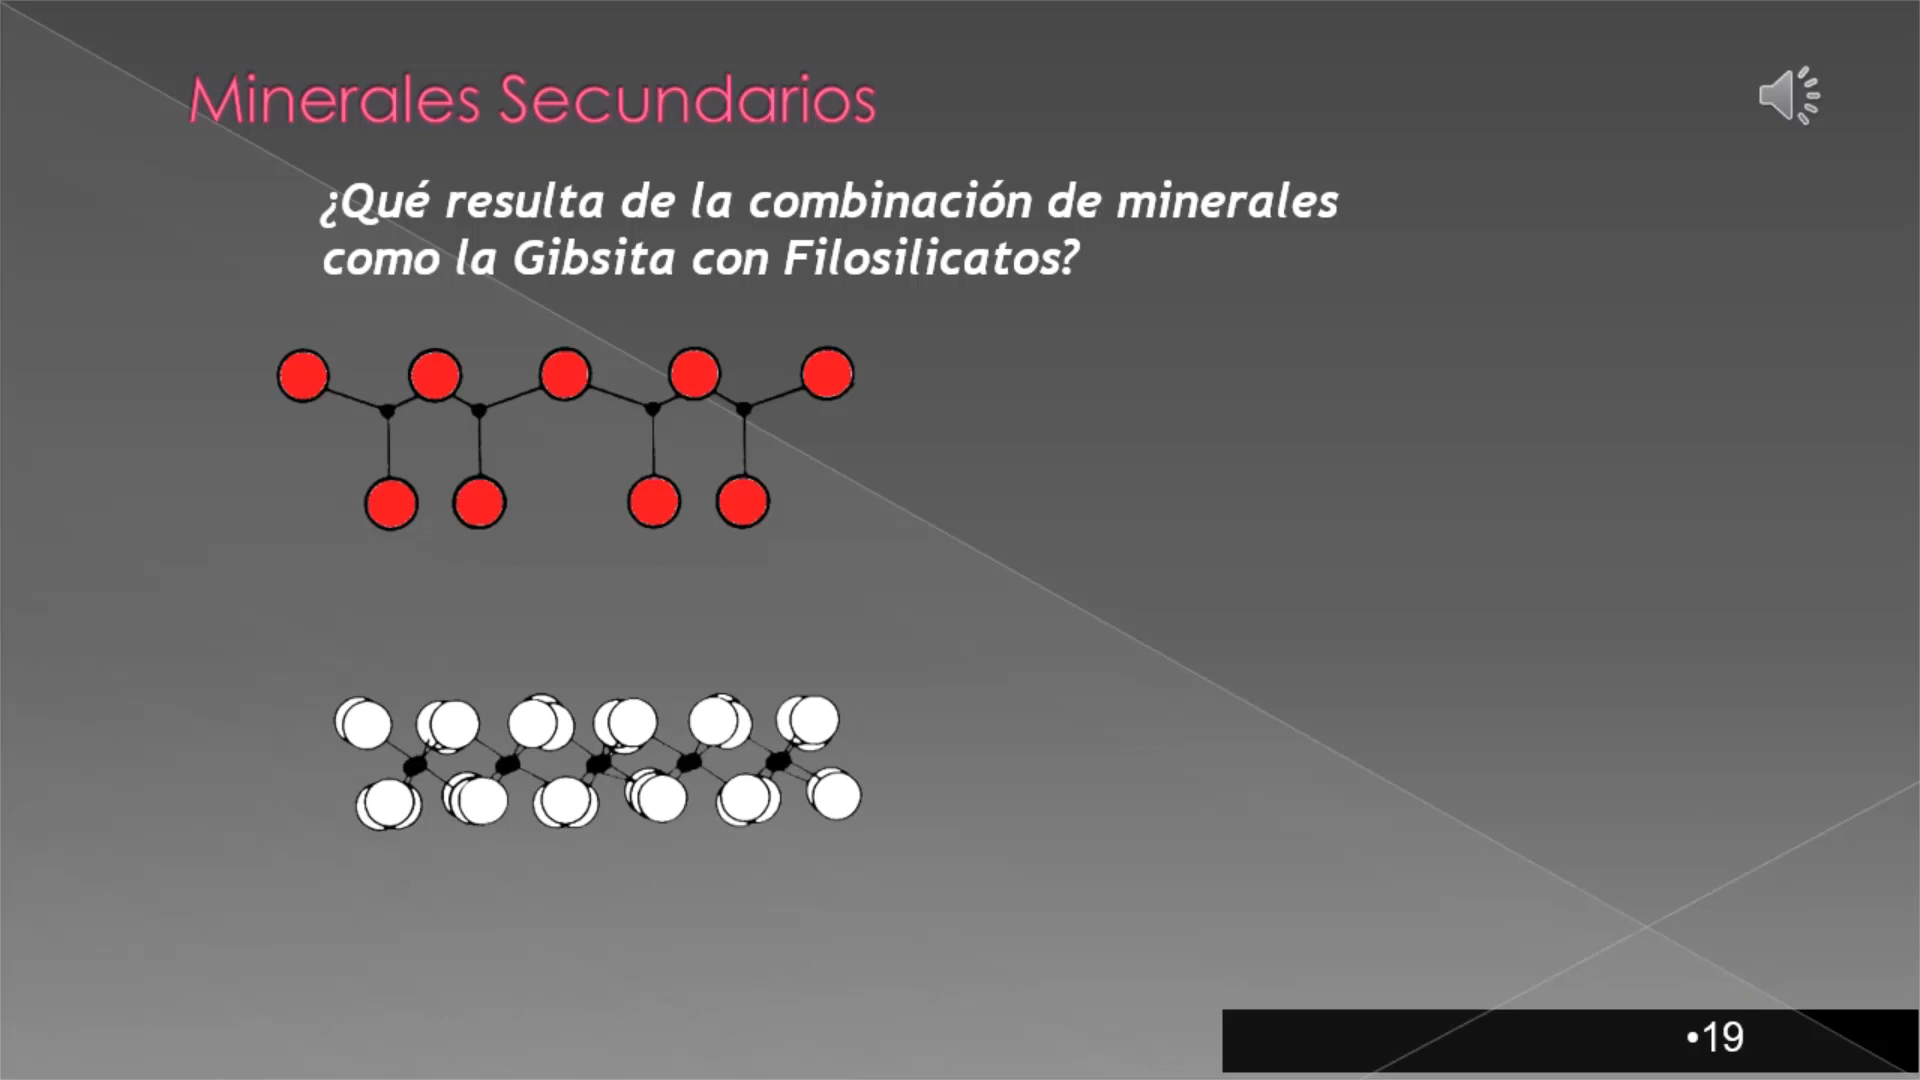 Minerales Secundarios
¿Qué resulta de la combinación de minerales
como la Gibsita con Filosilicatos?
•19